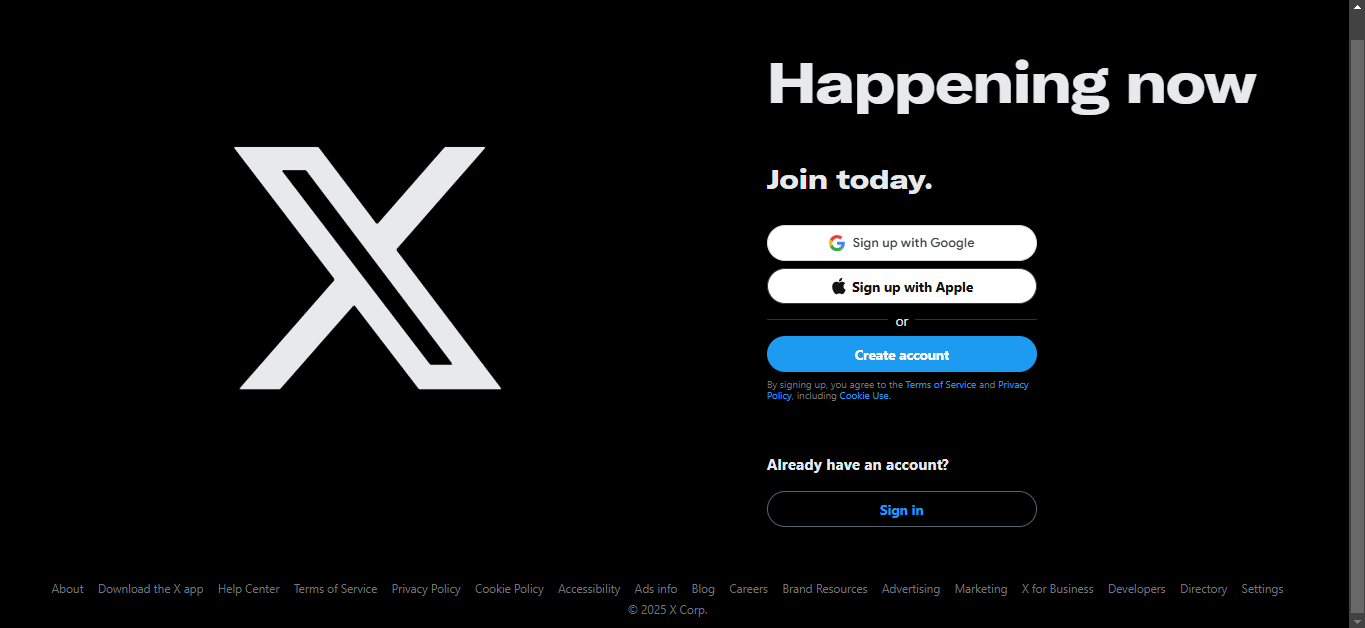 Happening now
Join today.
Sign up with Google
Sign up with Apple
or
Create account
By signing up, you agree to the Terms of Service and Privacy
Policy, including Cookie Use.
Already have an account?
Sign in
About Download the X app Help Center Terms of Service Privacy Policy Cookie Policy Accessibility Ads info Blog Careers Brand Resources Advertising Marketing X for Business Developers Directory Settings
© 2025 X Corp.